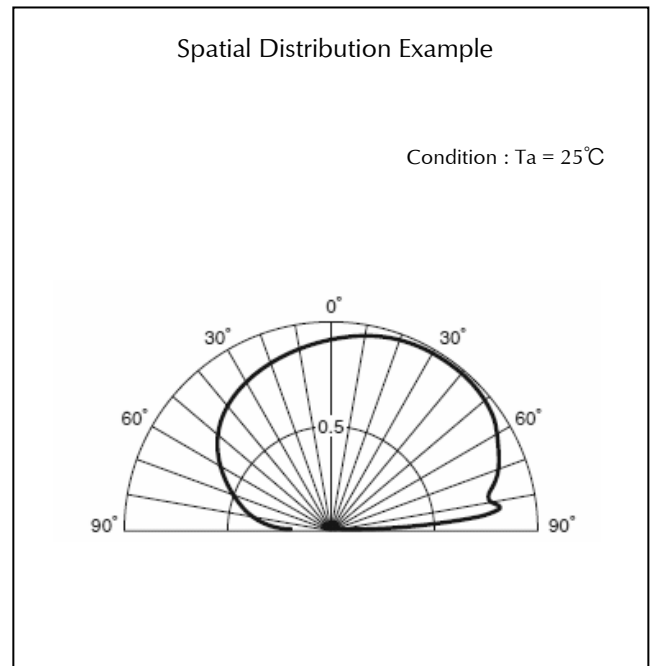 Spatial Distribution Example
Condition : Ta = 25℃
0°
30° 30°
60° 60°
0.5
90° 90°